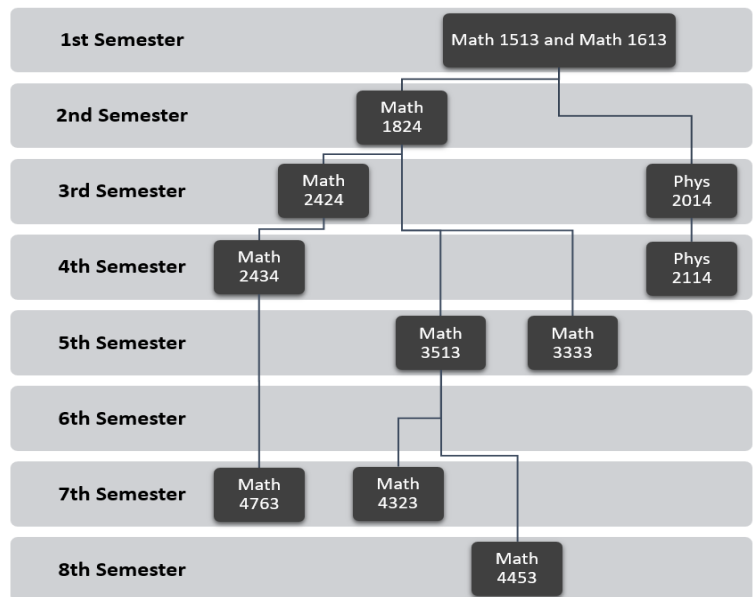 1st Semester
Math 1513 and Math 1613
2nd Semester
Math
1824
3rd Semester
Math
2424
Phys
2014
4th Semester
Math
2434
Phys
2114
5th Semester
Math
3513
Math
3333
6th Semester
7th Semester
Math
4763
Math
4323
8th Semester
Math
4453